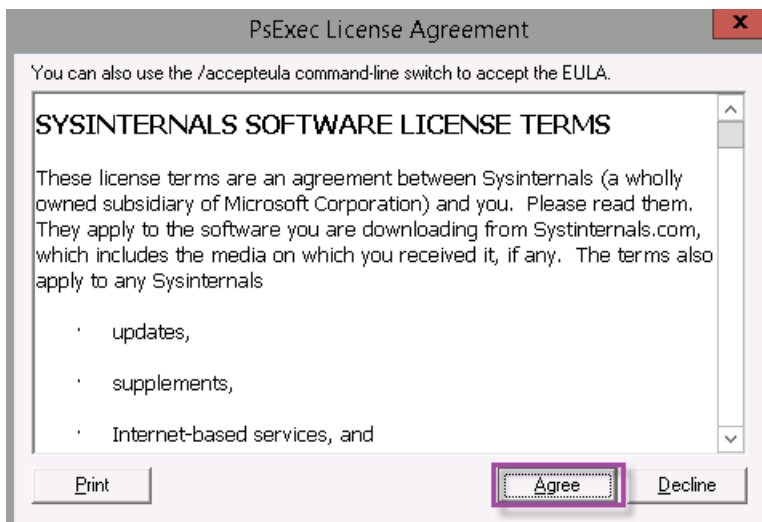 PsExec License Agreement
x
You can also use the /accepteula command-line switch to accept the EULA.
SYSINTERNALS SOFTWARE LICENSE TERMS
These license terms are an agreement between Sysinternals (a wholly
owned subsidiary of Microsoft Corporation) and you.  Please read them.
They apply to the software you are downloading from Systinternals.com,
which includes the media on which you received it, if any.  The terms also
apply to any Sysinternals
· updates,
· supplements,
· Internet-based services, and
Print
Agree
Decline